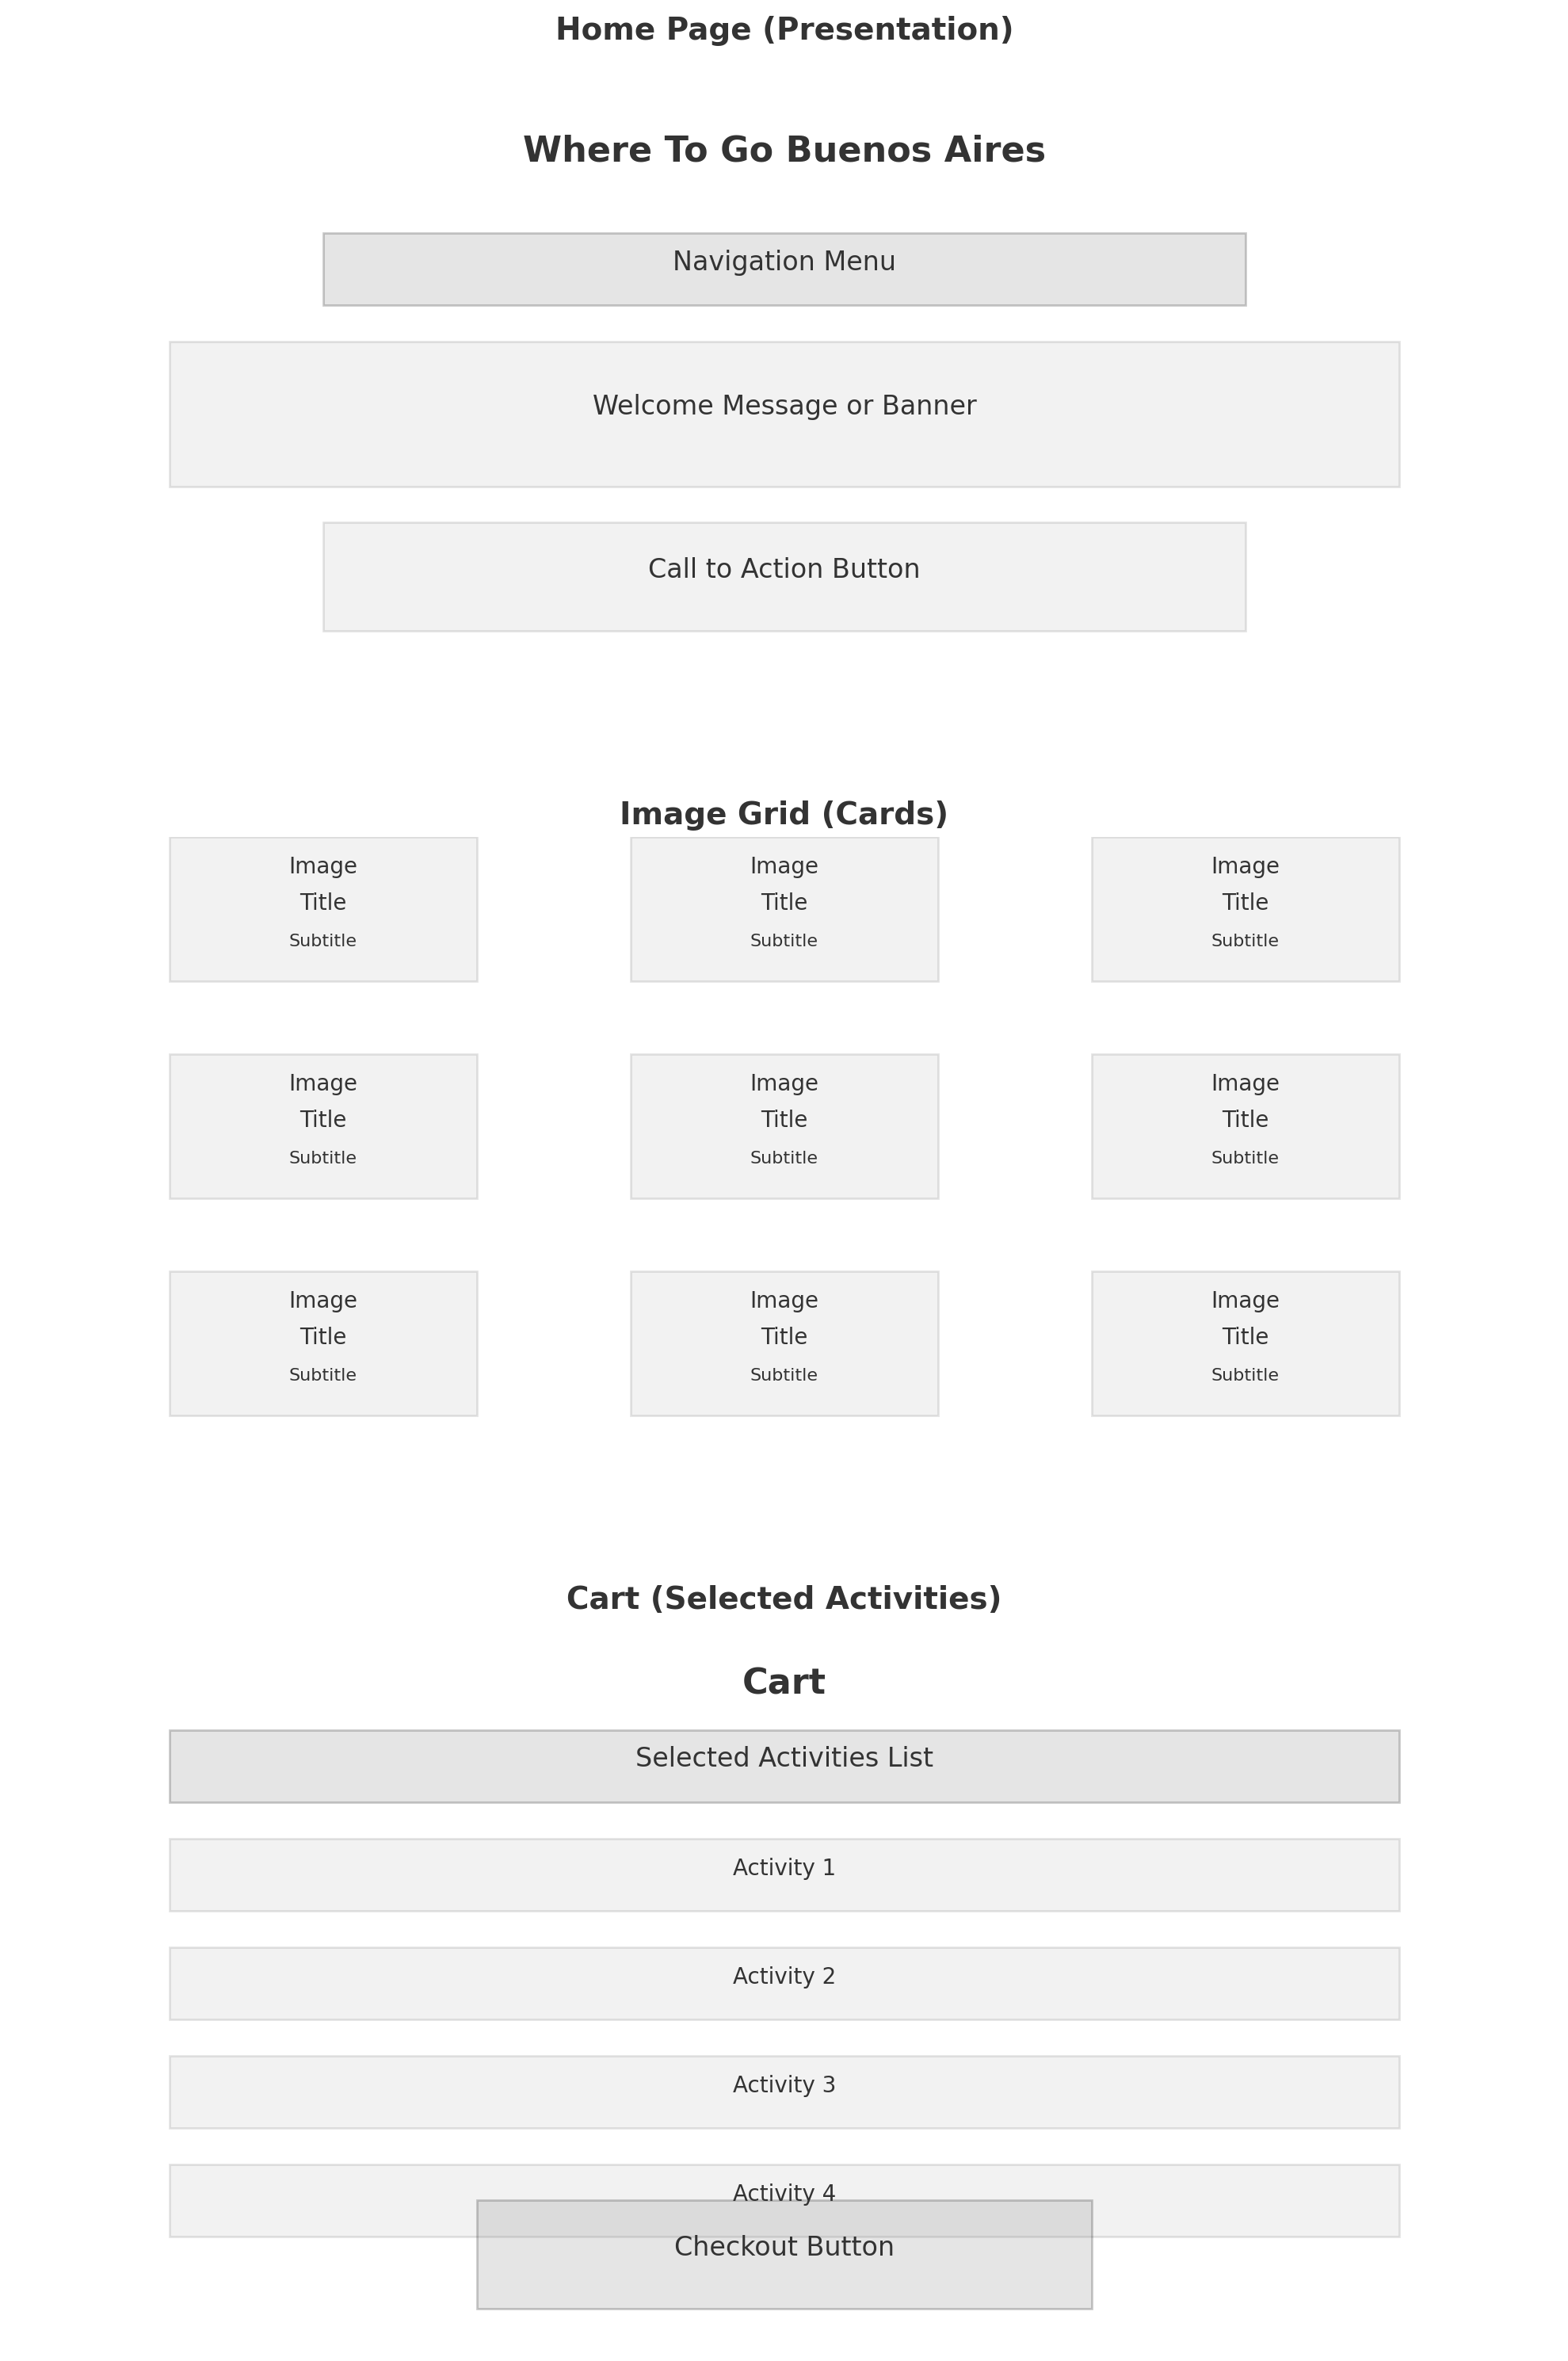 Home Page (Presentation)
Where To Go Buenos Aires
Navigation Menu
Welcome Message or Banner
Call to Action Button
Image Grid (Cards)
Image Image Image
Title Title Title
Subtitle Subtitle Subtitle
Image Image Image
Title Title Title
Subtitle Subtitle Subtitle
Image Image Image
Title Title Title
Subtitle Subtitle Subtitle
Cart (Selected Activities)
Cart
Selected Activities List
Activity 1
Activity 2
Activity 3
Activity 4
Checkout Button